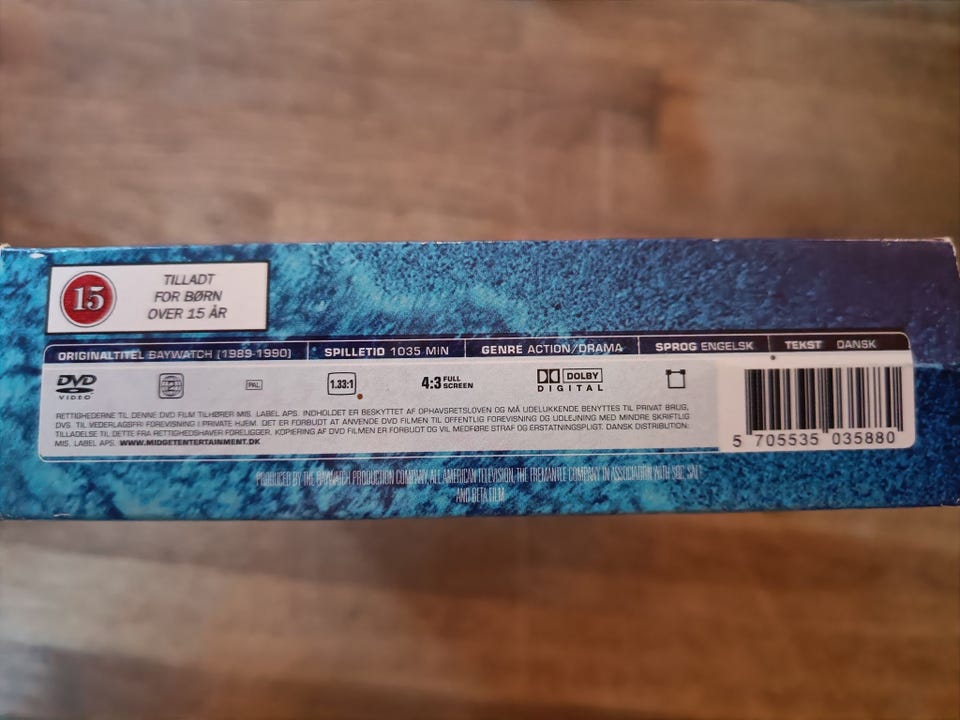 15
TILLADT
FOR BØRN
OVER 15 ÅR
ORIGINALTITEL BAYWATCH (1989-1990) SPILLETID 1035 MIN GENRE ACTION/DRAMA SPROG ENGELSK TEKST DANSK
DVD VIDEO PAL 1.33:1 4:3 FULL SCREEN DOLBY DIGITAL
RETTIGHEDERNE TIL DENNE DVD FILM TILHØRER MIS. LABEL APS. INDHOLDET ER BESKYTTET AF OPHAVSRETSLOVEN OG MÅ UDELUKKENDE BENYTTES TIL PRIVAT BRUG,
DVS. TIL VEDERLAGSFRI FOREVISNING I PRIVATE HJEM. DET ER FORBUDT AT ANVENDE DVD FILMEN TIL OFFENTLIG FOREVISNING OG UDLEJNING MED MINDRE SKRIFTLIG
TILLADELSE TIL DETTE FRA RETTIGHEDSHAVER FORELIGGER. KOPIERING AF DVD FILMEN ER FORBUDT OG VIL MEDFØRE STRAF OG ERSTATNINGSPLIGT. DANSK DISTRIBUTION:
MIS. LABEL APS. WWW.MIDGETENTERTAINMENT.DK
5 705535 035880
PRODUCED BY THE BAYWATCH PRODUCTION COMPANY, ALL AMERICAN TELEVISION, THE FREMANTLE COMPANY IN ASSOCIATION WITH
AND BETA FILM